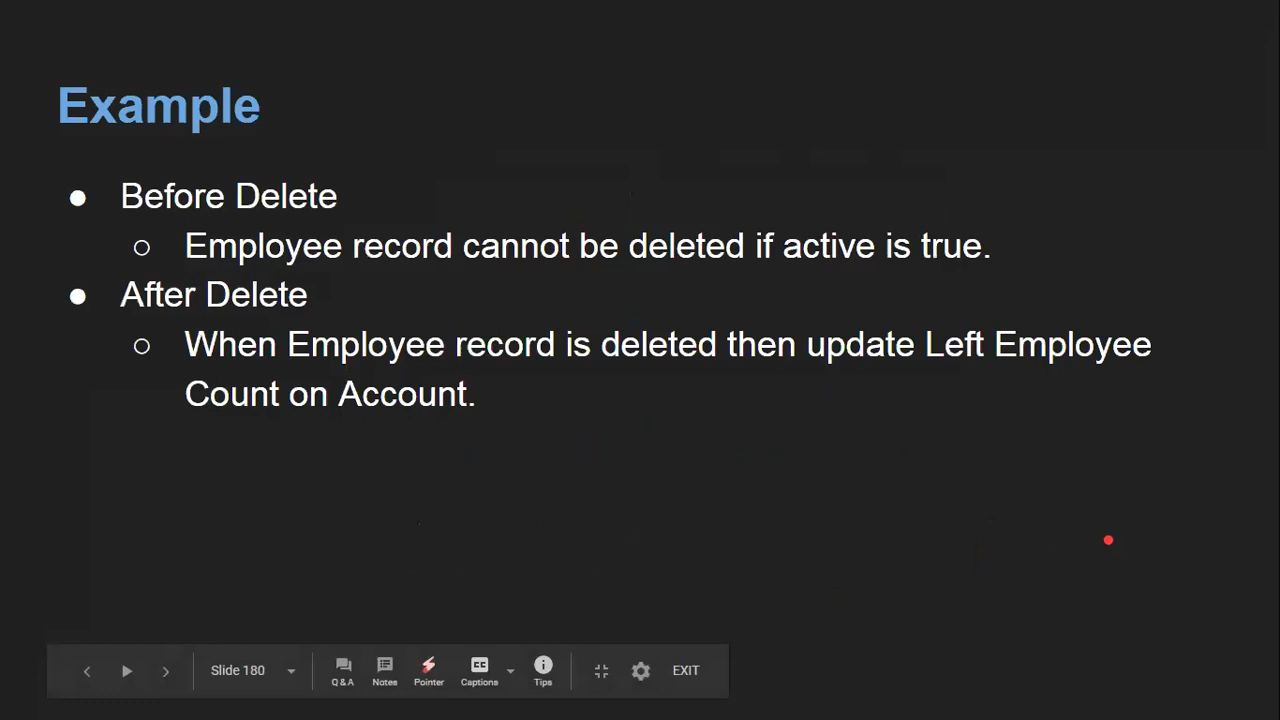 Example
● Before Delete
○ Employee record cannot be deleted if active is true.
● After Delete
○ When Employee record is deleted then update Left Employee
Count on Account.
Slide 180
Q&A
Notes
Pointer
CC
Captions
Tips
EXIT